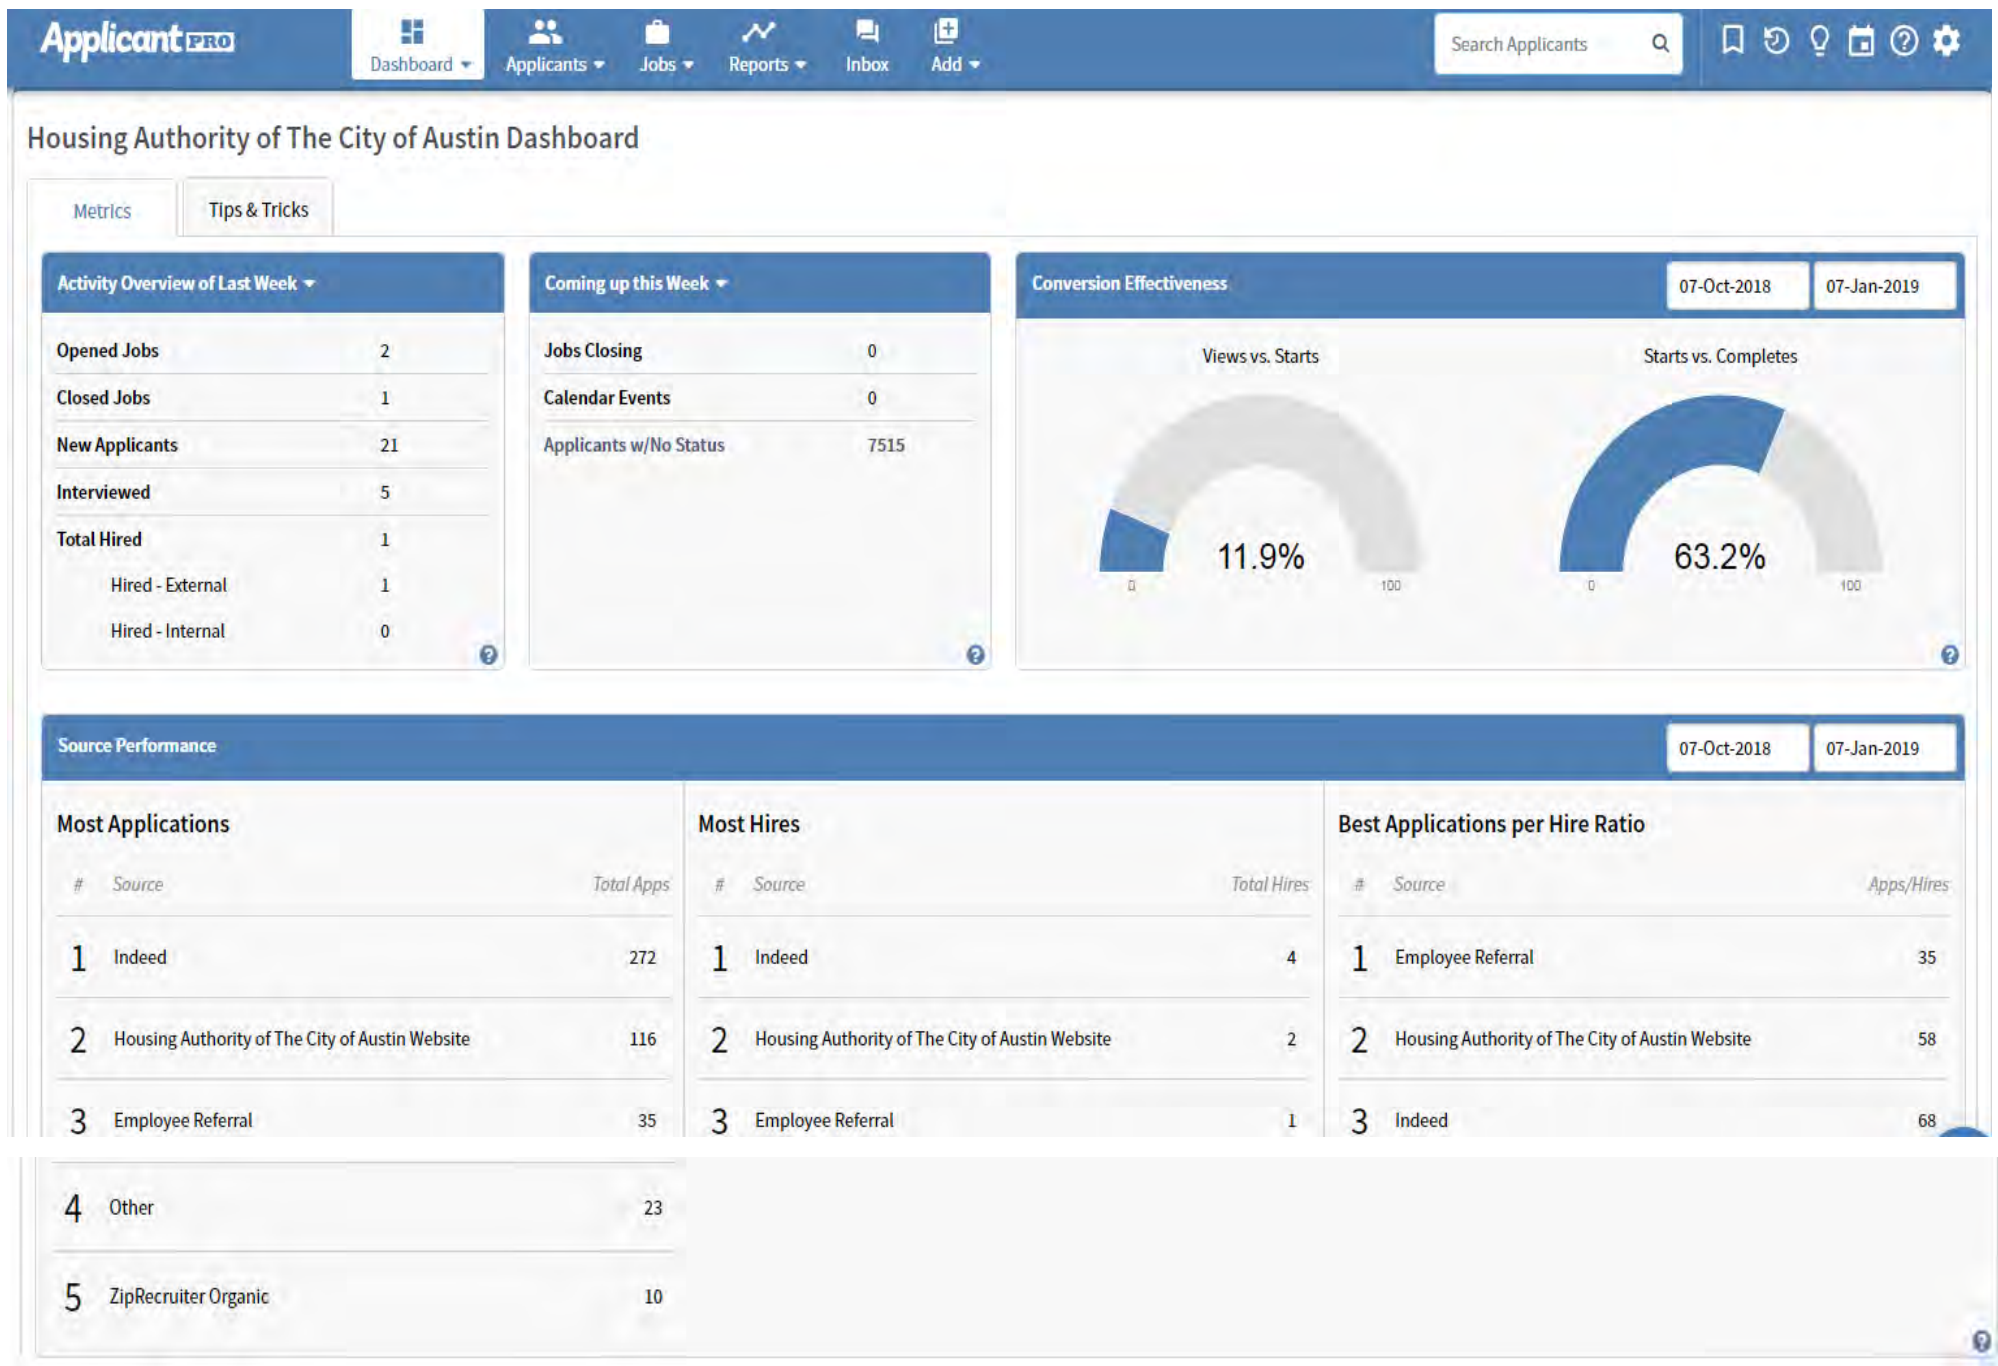 Applicant PRO
Dashboard
Applicants
Jobs
Reports
Inbox
Add
Search Applicants
Housing Authority of The City of Austin Dashboard
Metrics
Tips & Tricks
Activity Overview of Last Week
Opened Jobs 2
Closed Jobs 1
New Applicants 21
Interviewed 5
Total Hired 1
Hired - External 1
Hired - Internal 0
Coming up this Week
Jobs Closing 0
Calendar Events 0
Applicants w/No Status 7515
Conversion Effectiveness
07-Oct-2018 07-Jan-2019
Views vs. Starts
11.9%
0 100
Starts vs. Completes
63.2%
0 100
Source Performance
07-Oct-2018 07-Jan-2019
Most Applications
# Source Total Apps
1 Indeed 272
2 Housing Authority of The City of Austin Website 116
3 Employee Referral 35
4 Other 23
5 ZipRecruiter Organic 10
Most Hires
# Source Total Hires
1 Indeed 4
2 Housing Authority of The City of Austin Website 2
3 Employee Referral 1
Best Applications per Hire Ratio
# Source Apps/Hires
1 Employee Referral 35
2 Housing Authority of The City of Austin Website 58
3 Indeed 68